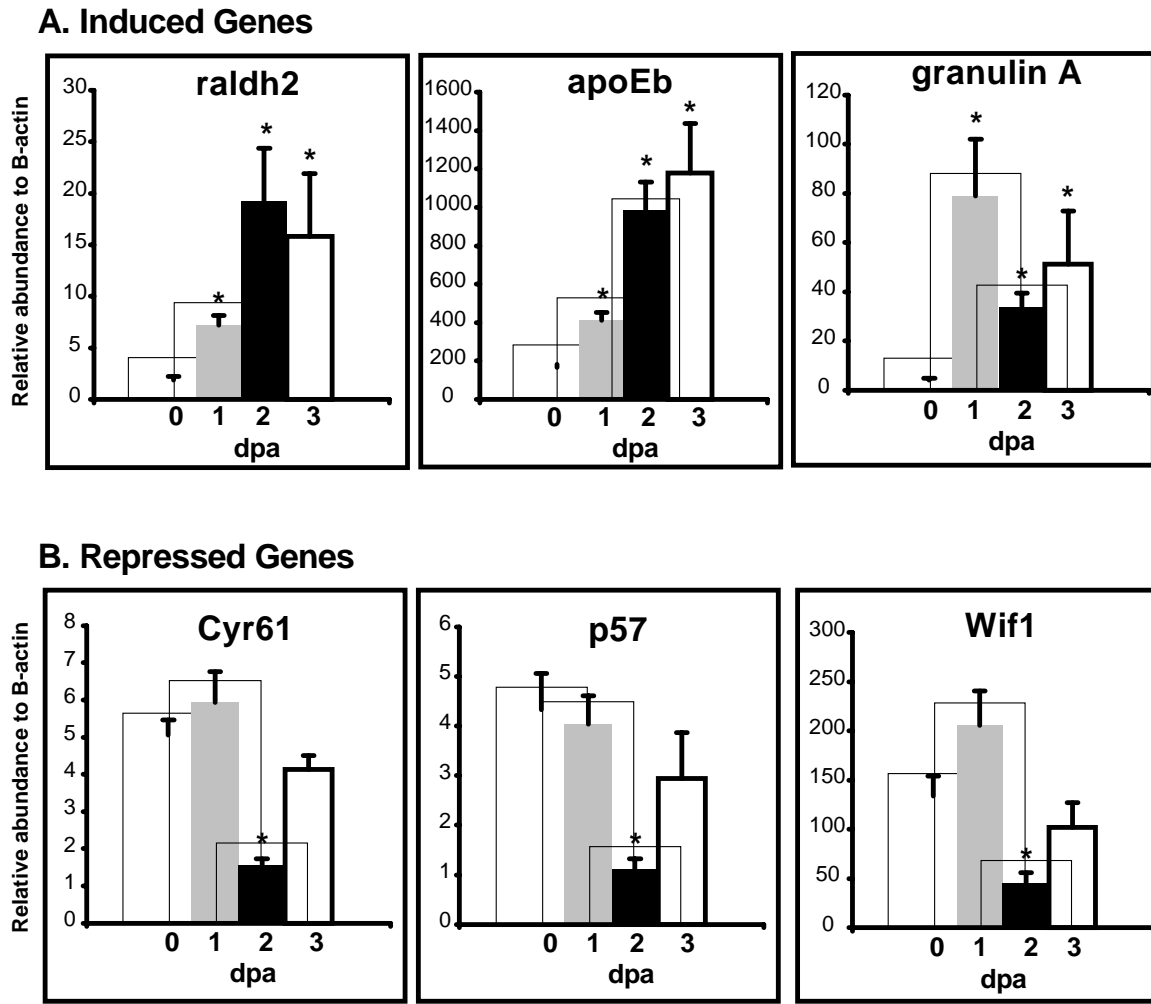 A. Induced Genes
Relative abundance to B-actin
raldh2
30
25
20
15
10
5
0
*
*
*
0 1 2 3
dpa
apoEb
1600
1400
1200
1000
800
600
400
200
0
*
*
*
0 1 2 3
dpa
granulin A
120
100
80
60
40
20
0
*
*
*
0 1 2 3
dpa
B. Repressed Genes
Relative abundance to B-actin
Cyr61
8
7
6
5
4
3
2
1
0
*
0 1 2 3
dpa
p57
6
5
4
3
2
1
0
*
0 1 2 3
dpa
Wif1
300
250
200
150
100
50
0
*
0 1 2 3
dpa